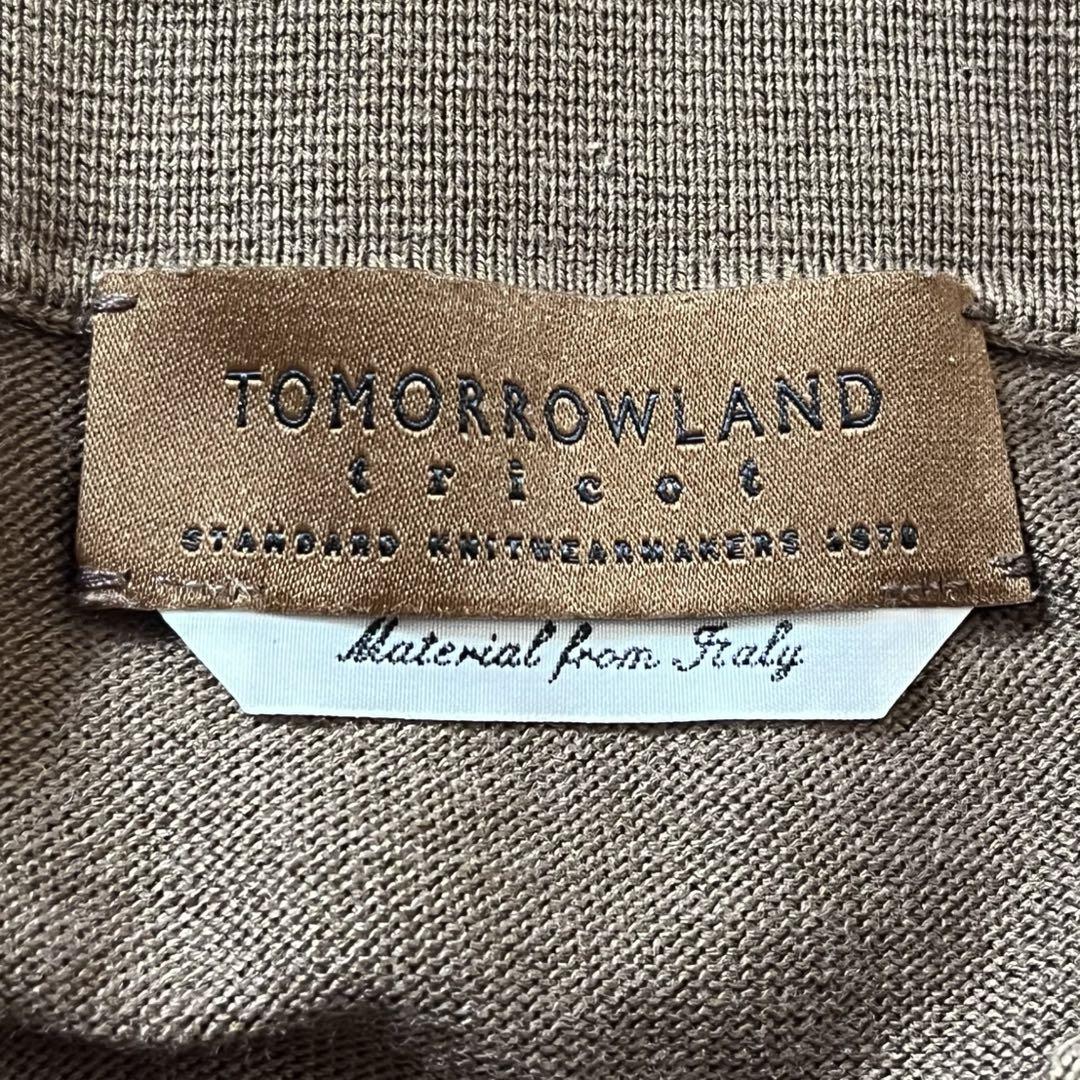 TOMORROWLAND
tricot
STANDARD KNITWEARMAKERS 1978
Material from Italy